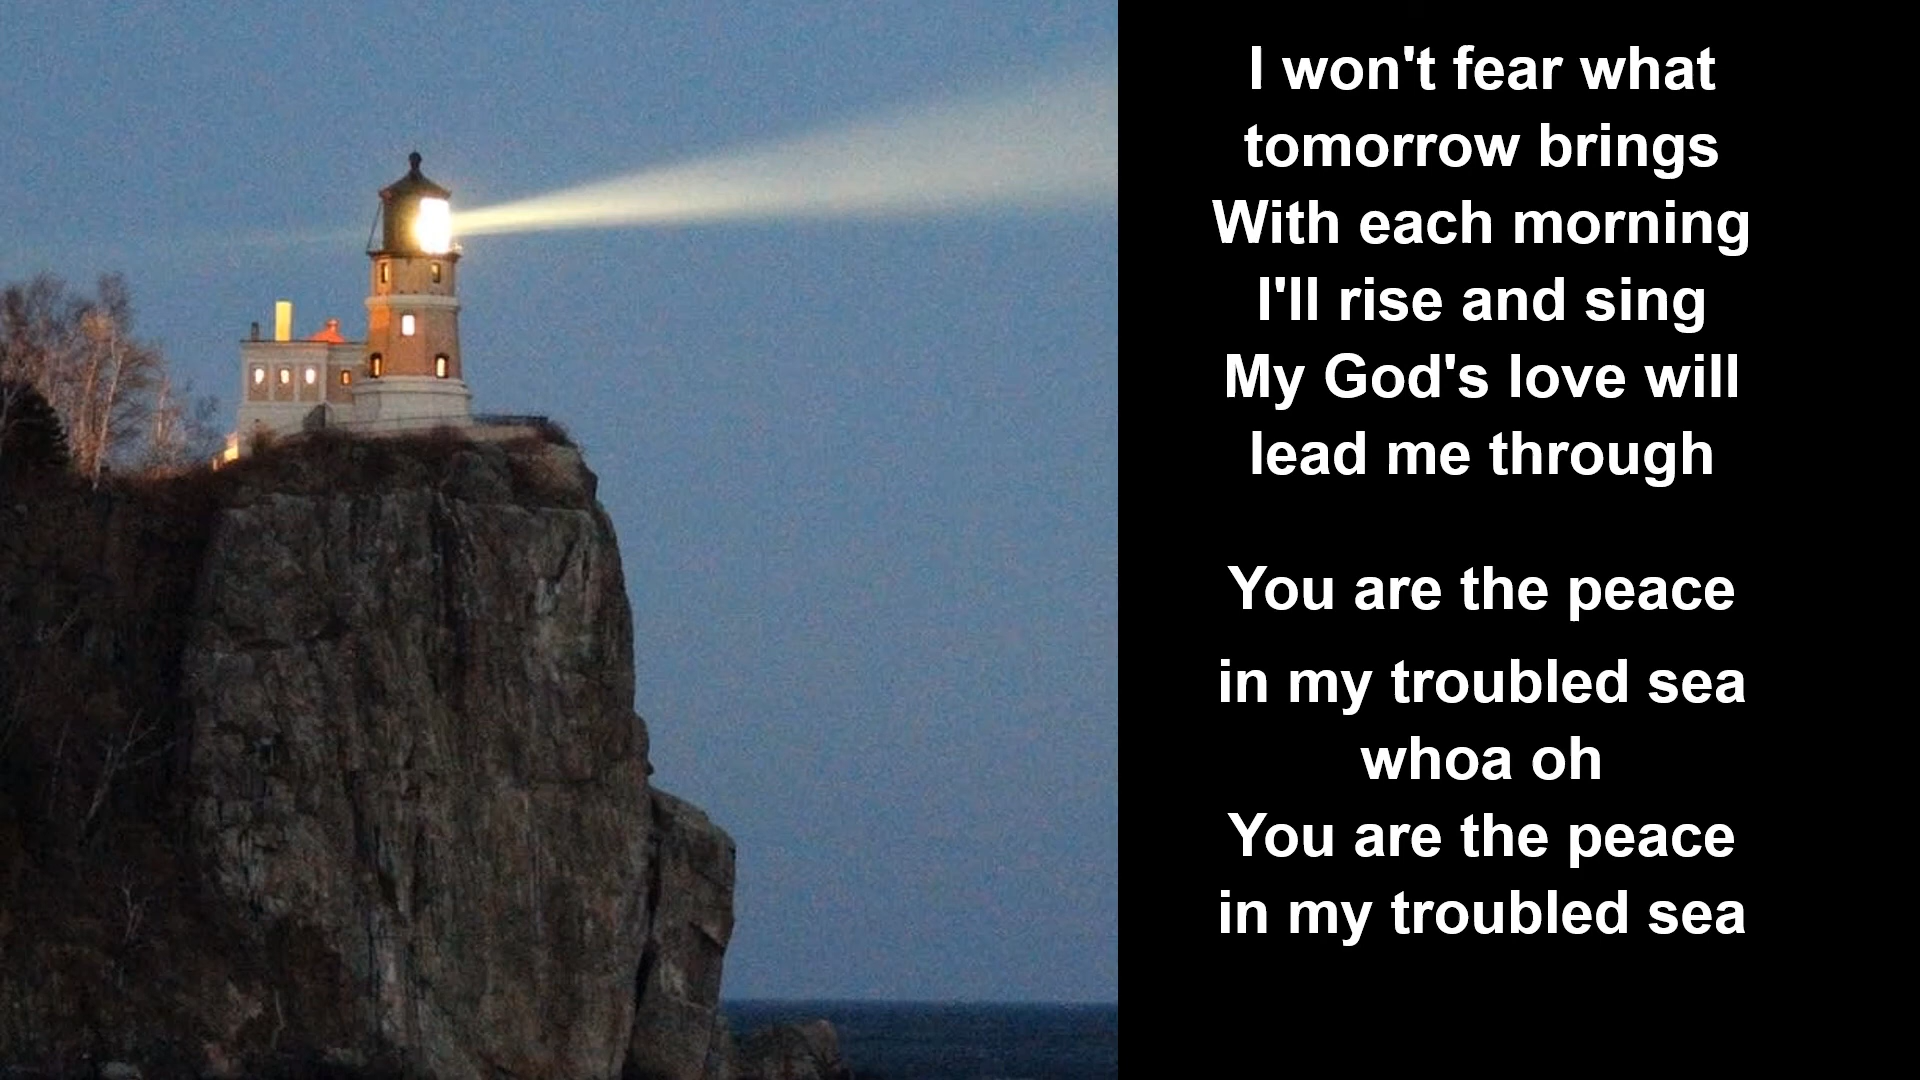 I won't fear what
tomorrow brings
With each morning
I'll rise and sing
My God's love will
lead me through
You are the peace
in my troubled sea
whoa oh
You are the peace
in my troubled sea